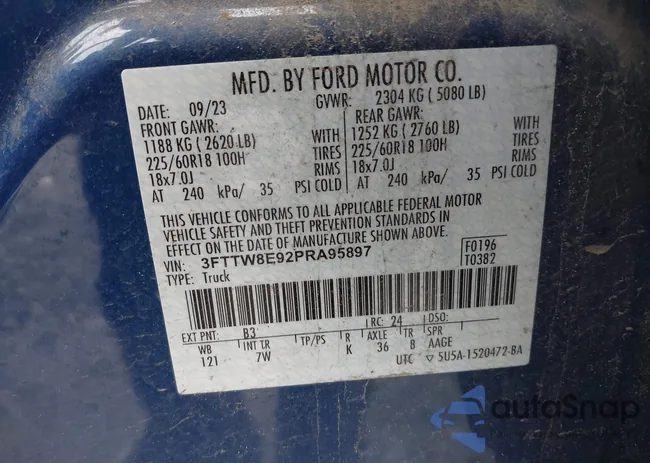 MFD. BY FORD MOTOR CO.
DATE: 09/23 GVWR: 2304 KG ( 5080 LB)
FRONT GAWR: REAR GAWR:
1188 KG ( 2620 LB) WITH 1252 KG ( 2760 LB) WITH
225/60R18 100H TIRES 225/60R18 100H TIRES
18x7.0J RIMS 18x7.0J RIMS
AT 240 kPa/ 35 PSI COLD AT 240 kPa/ 35 PSI COLD
THIS VEHICLE CONFORMS TO ALL APPLICABLE FEDERAL MOTOR
VEHICLE SAFETY AND THEFT PREVENTION STANDARDS IN
EFFECT ON THE DATE OF MANUFACTURE SHOWN ABOVE.
VIN: 3FTTW8E92PRA95897 F0196
TYPE: Truck T0382
EXT PNT: B3 RC: 24 DSO:
WB INT TR TP/PS R AXLE TR SPR
121 7W K 36 8 AAGE
UTC 5U5A-1520472-BA
autoSnap